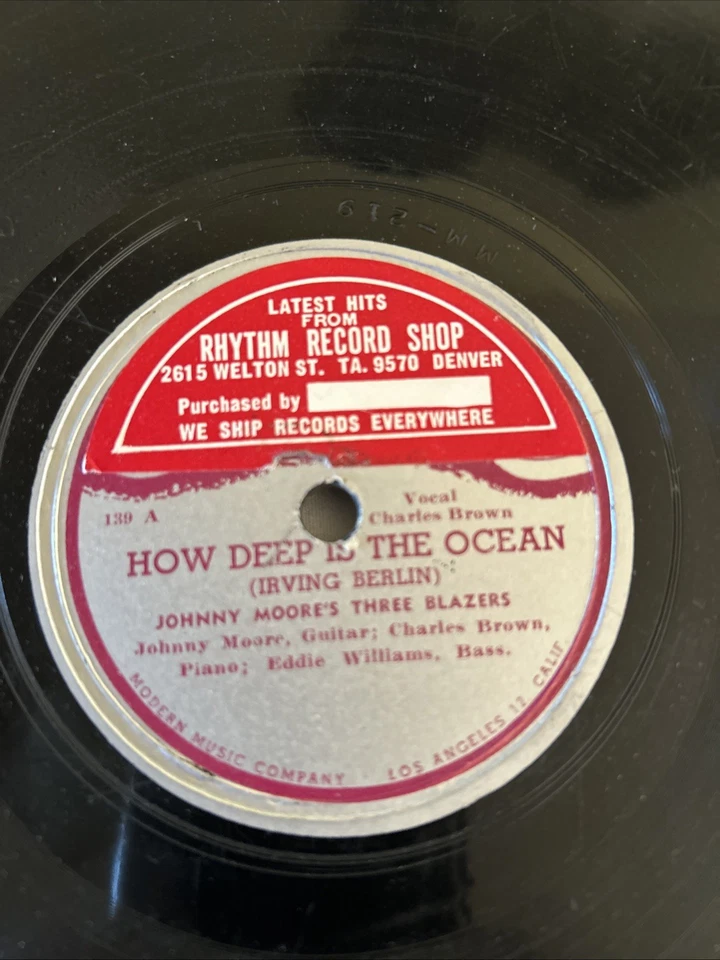 MM-219
LATEST HITS
FROM
RHYTHM RECORD SHOP
2615 WELTON ST. TA. 9570 DENVER
Purchased by
WE SHIP RECORDS EVERYWHERE
139 A
Vocal
Charles Brown
HOW DEEP IS THE OCEAN
(IRVING BERLIN)
JOHNNY MOORE'S THREE BLAZERS
Johnny Moore, Guitar; Charles Brown,
Piano; Eddie Williams, Bass.
MODERN MUSIC COMPANY LOS ANGELES 12 CALIF.